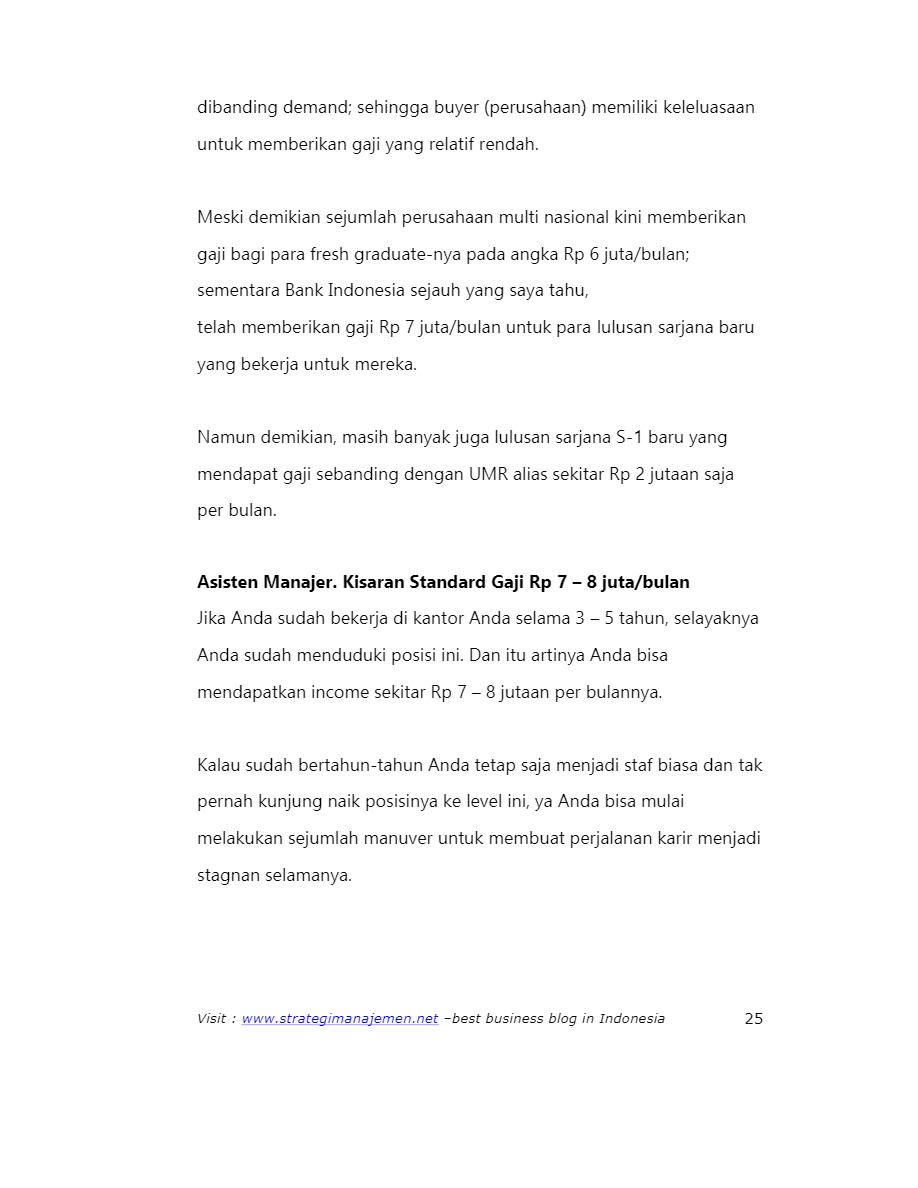 dibanding demand; sehingga buyer (perusahaan) memiliki keleluasaan
untuk memberikan gaji yang relatif rendah.
Meski demikian sejumlah perusahaan multi nasional kini memberikan
gaji bagi para fresh graduate-nya pada angka Rp 6 juta/bulan;
sementara Bank Indonesia sejauh yang saya tahu,
telah memberikan gaji Rp 7 juta/bulan untuk para lulusan sarjana baru
yang bekerja untuk mereka.
Namun demikian, masih banyak juga lulusan sarjana S-1 baru yang
mendapat gaji sebanding dengan UMR alias sekitar Rp 2 jutaan saja
per bulan.
Asisten Manajer. Kisaran Standard Gaji Rp 7 – 8 juta/bulan
Jika Anda sudah bekerja di kantor Anda selama 3 – 5 tahun, selayaknya
Anda sudah menduduki posisi ini. Dan itu artinya Anda bisa
mendapatkan income sekitar Rp 7 – 8 jutaan per bulannya.
Kalau sudah bertahun-tahun Anda tetap saja menjadi staf biasa dan tak
pernah kunjung naik posisinya ke level ini, ya Anda bisa mulai
melakukan sejumlah manuver untuk membuat perjalanan karir menjadi
stagnan selamanya.
Visit : www.strategimanajemen.net –best business blog in Indonesia 25